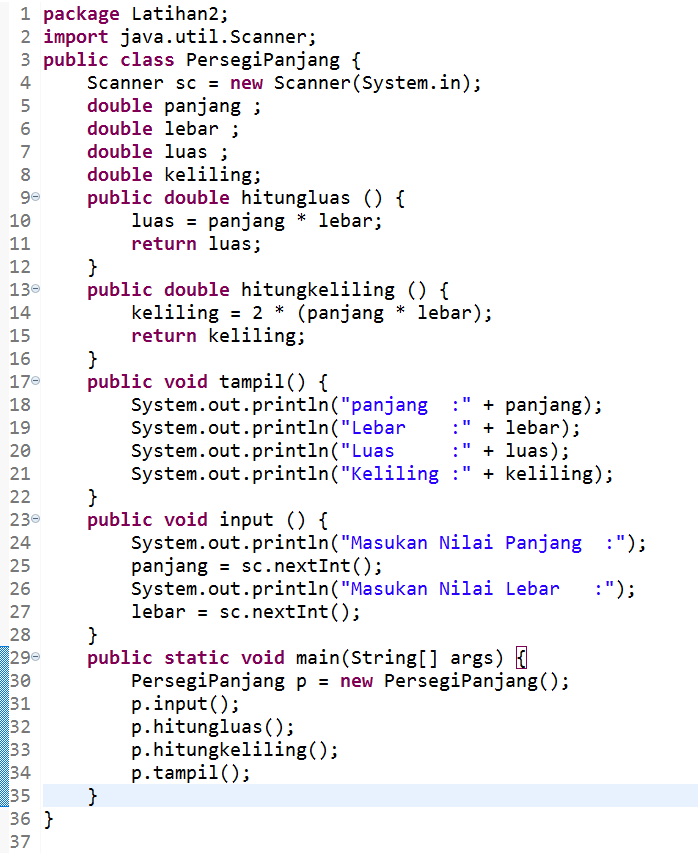 1 package Latihan2;
2 import java.util.Scanner;
3 public class PersegiPanjang {
4     Scanner sc = new Scanner(System.in);
5     double panjang ;
6     double lebar ;
7     double luas ;
8     double keliling;
9     public double hitungluas () {
10         luas = panjang * lebar;
11         return luas;
12     }
13     public double hitungkeliling () {
14         keliling = 2 * (panjang * lebar);
15         return keliling;
16     }
17     public void tampil() {
18         System.out.println("panjang  :" + panjang);
19         System.out.println("Lebar    :" + lebar);
20         System.out.println("Luas     :" + luas);
21         System.out.println("Keliling :" + keliling);
22     }
23     public void input () {
24         System.out.println("Masukan Nilai Panjang  :");
25         panjang = sc.nextInt();
26         System.out.println("Masukan Nilai Lebar   :");
27         lebar = sc.nextInt();
28     }
29     public static void main(String[] args) {
30         PersegiPanjang p = new PersegiPanjang();
31         p.input();
32         p.hitungluas();
33         p.hitungkeliling();
34         p.tampil();
35     }
36 }
37